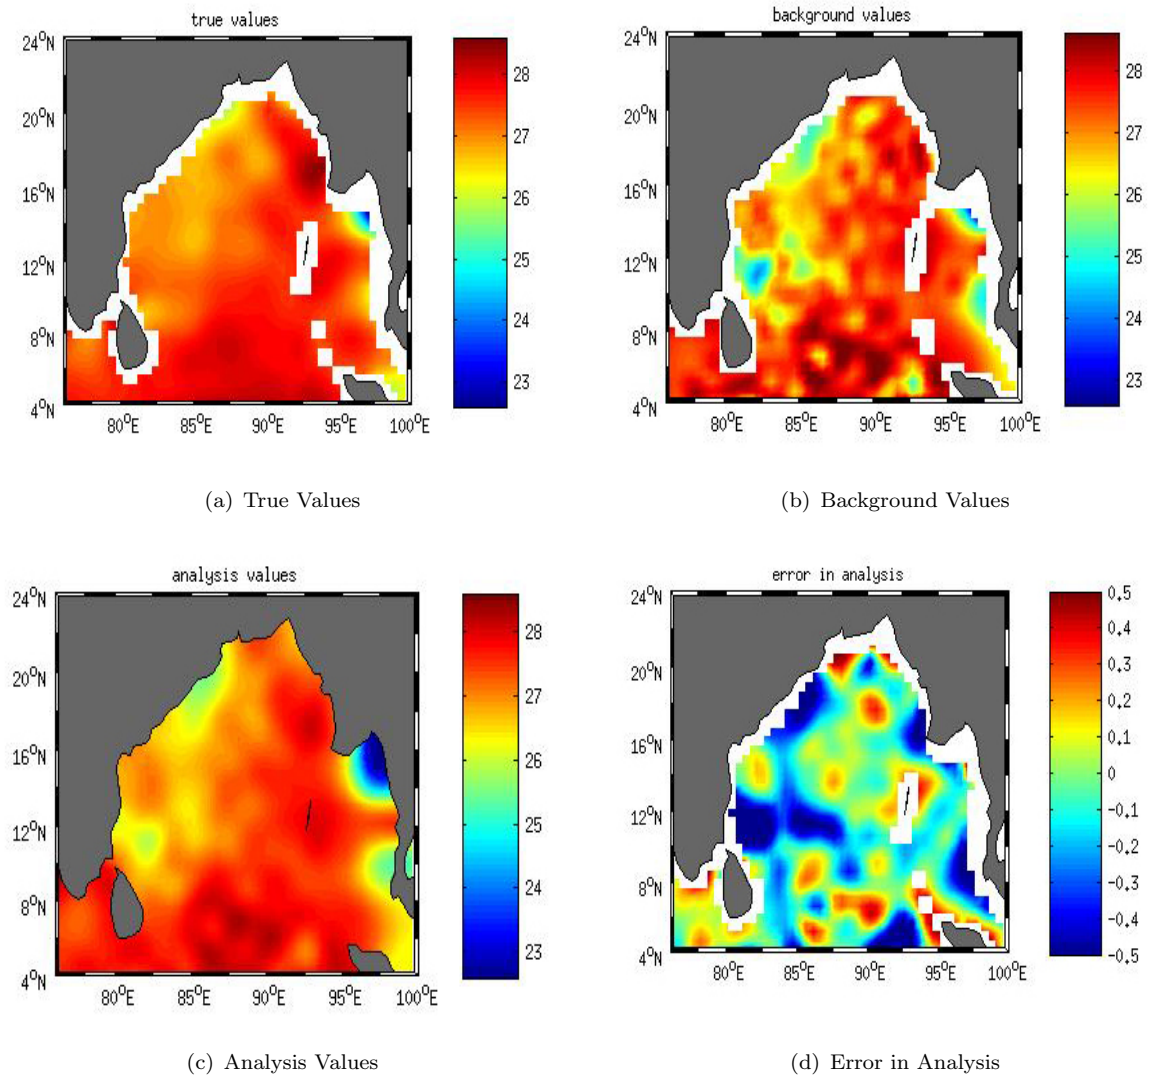 true values
24°N
20°N
16°N
12°N
8°N
4°N
80°E
85°E
90°E
95°E
100°E
28
27
26
25
24
23
(a) True Values
background values
24°N
20°N
16°N
12°N
8°N
4°N
80°E
85°E
90°E
95°E
100°E
28
27
26
25
24
23
(b) Background Values
analysis values
24°N
20°N
16°N
12°N
8°N
4°N
80°E
85°E
90°E
95°E
100°E
28
27
26
25
24
23
(c) Analysis Values
error in analysis
24°N
20°N
16°N
12°N
8°N
4°N
80°E
85°E
90°E
95°E
100°E
0.5
0.4
0.3
0.2
0.1
0
-0.1
-0.2
-0.3
-0.4
-0.5
(d) Error in Analysis